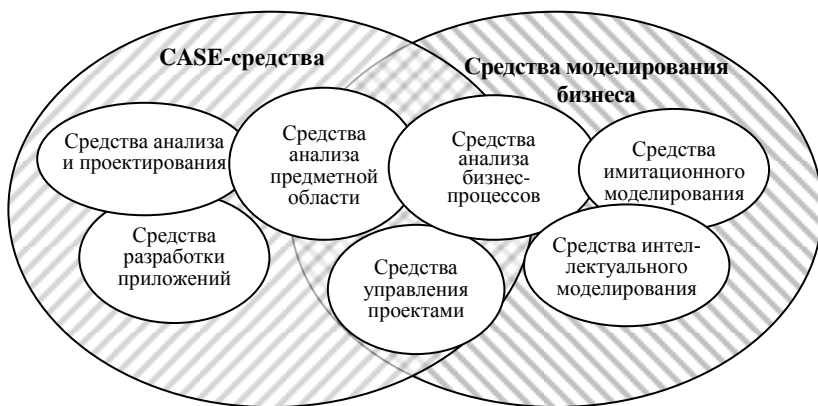 CASE-средства
Средства моделирования
бизнеса
Средства анализа
и проектирования
Средства
анализа
предметной
области
Средства
анализа
бизнес-
процессов
Средства
имитационного
моделирования
Средства
разработки
приложений
Средства
управления
проектами
Средства интел-
лектуального
моделирования